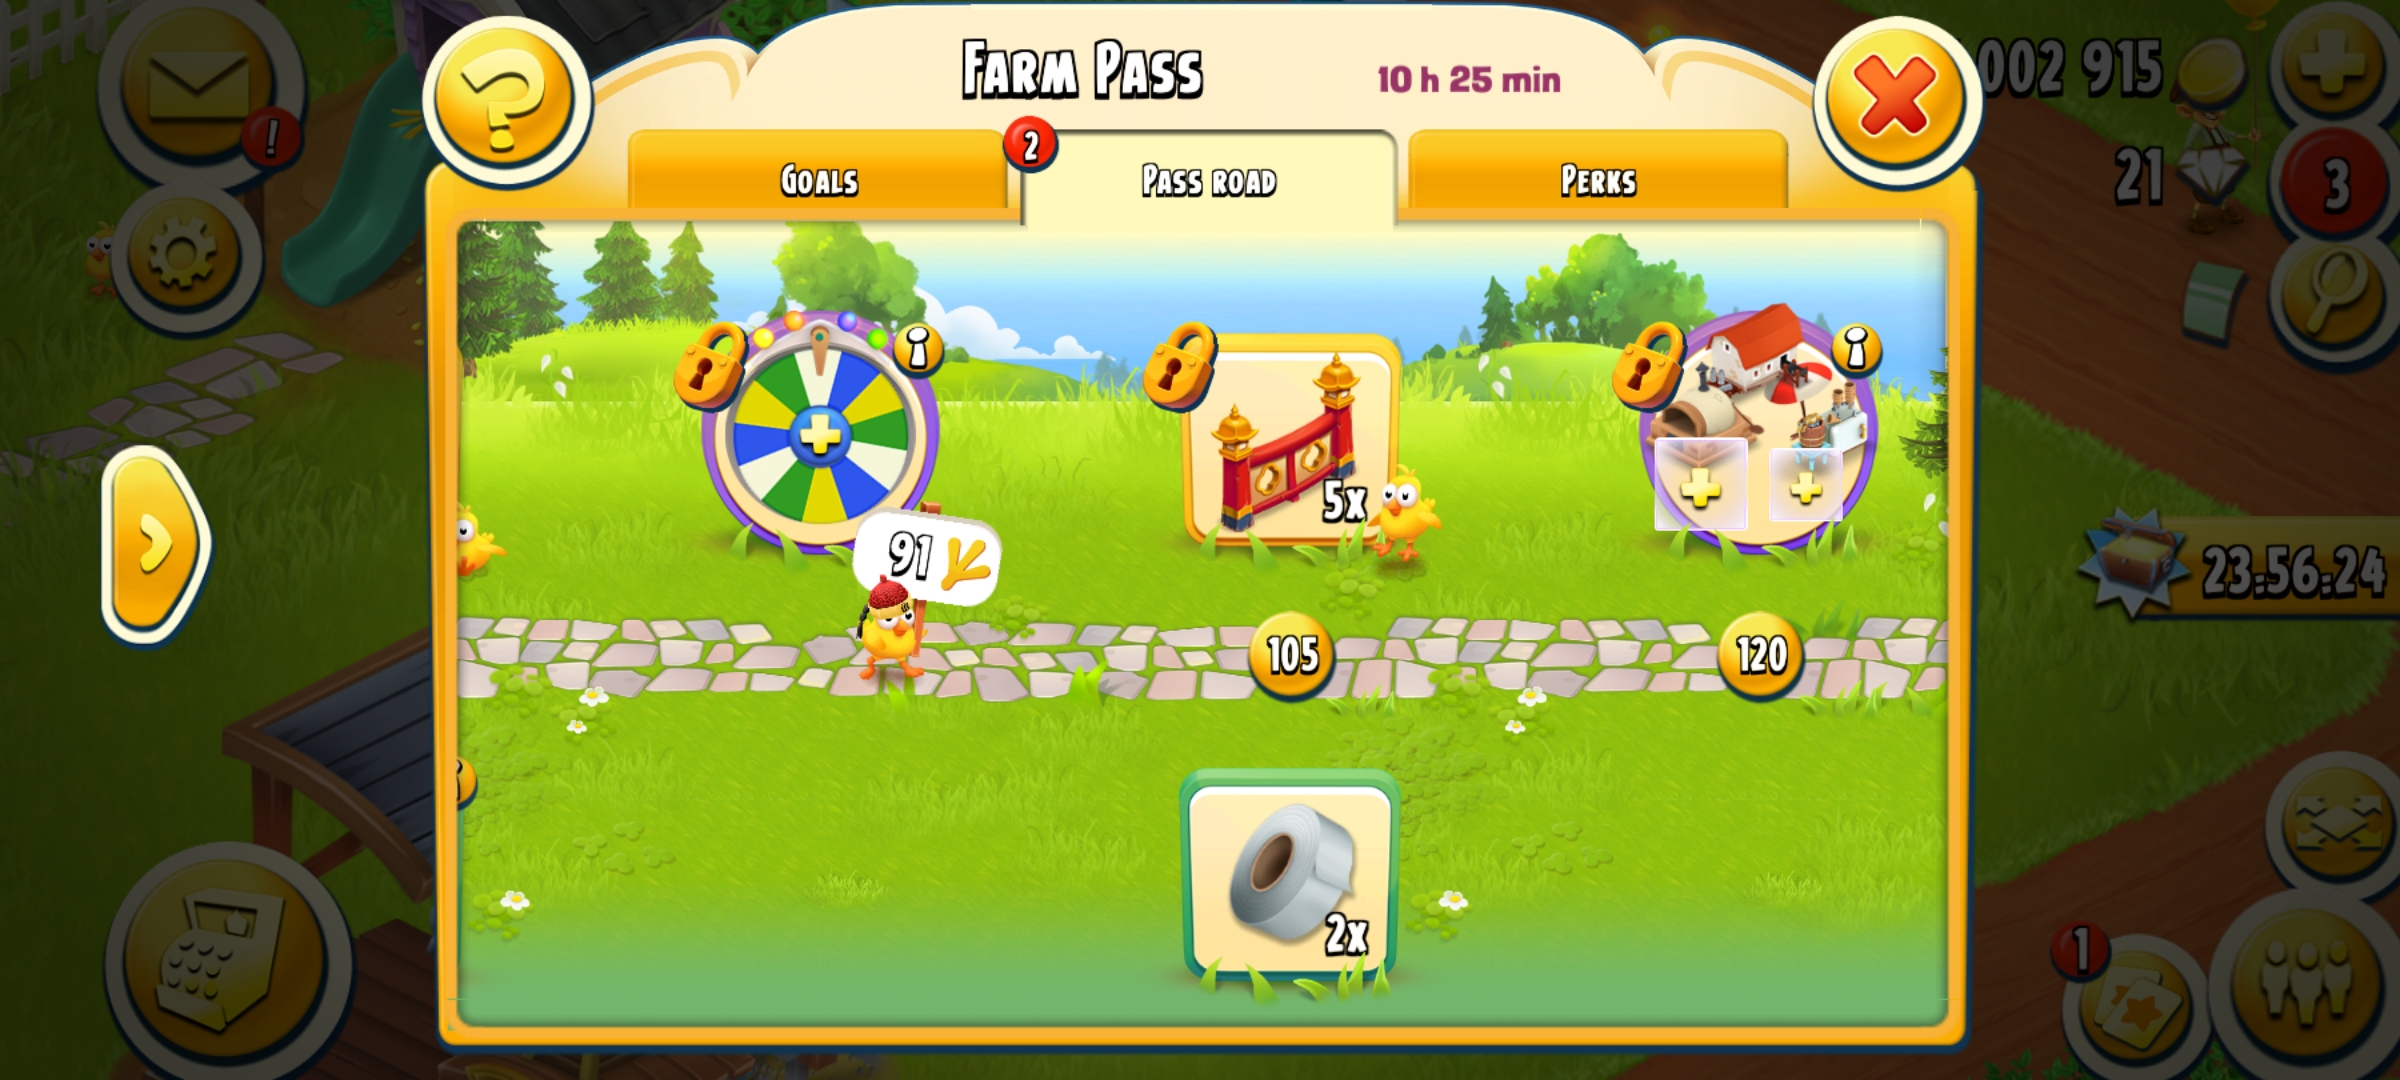 FARM PASS
10 h 25 min
GOALS
2
PASS ROAD
PERKS
002 915
21
3
!
5x
91
105
120
23:56:24
2x
1